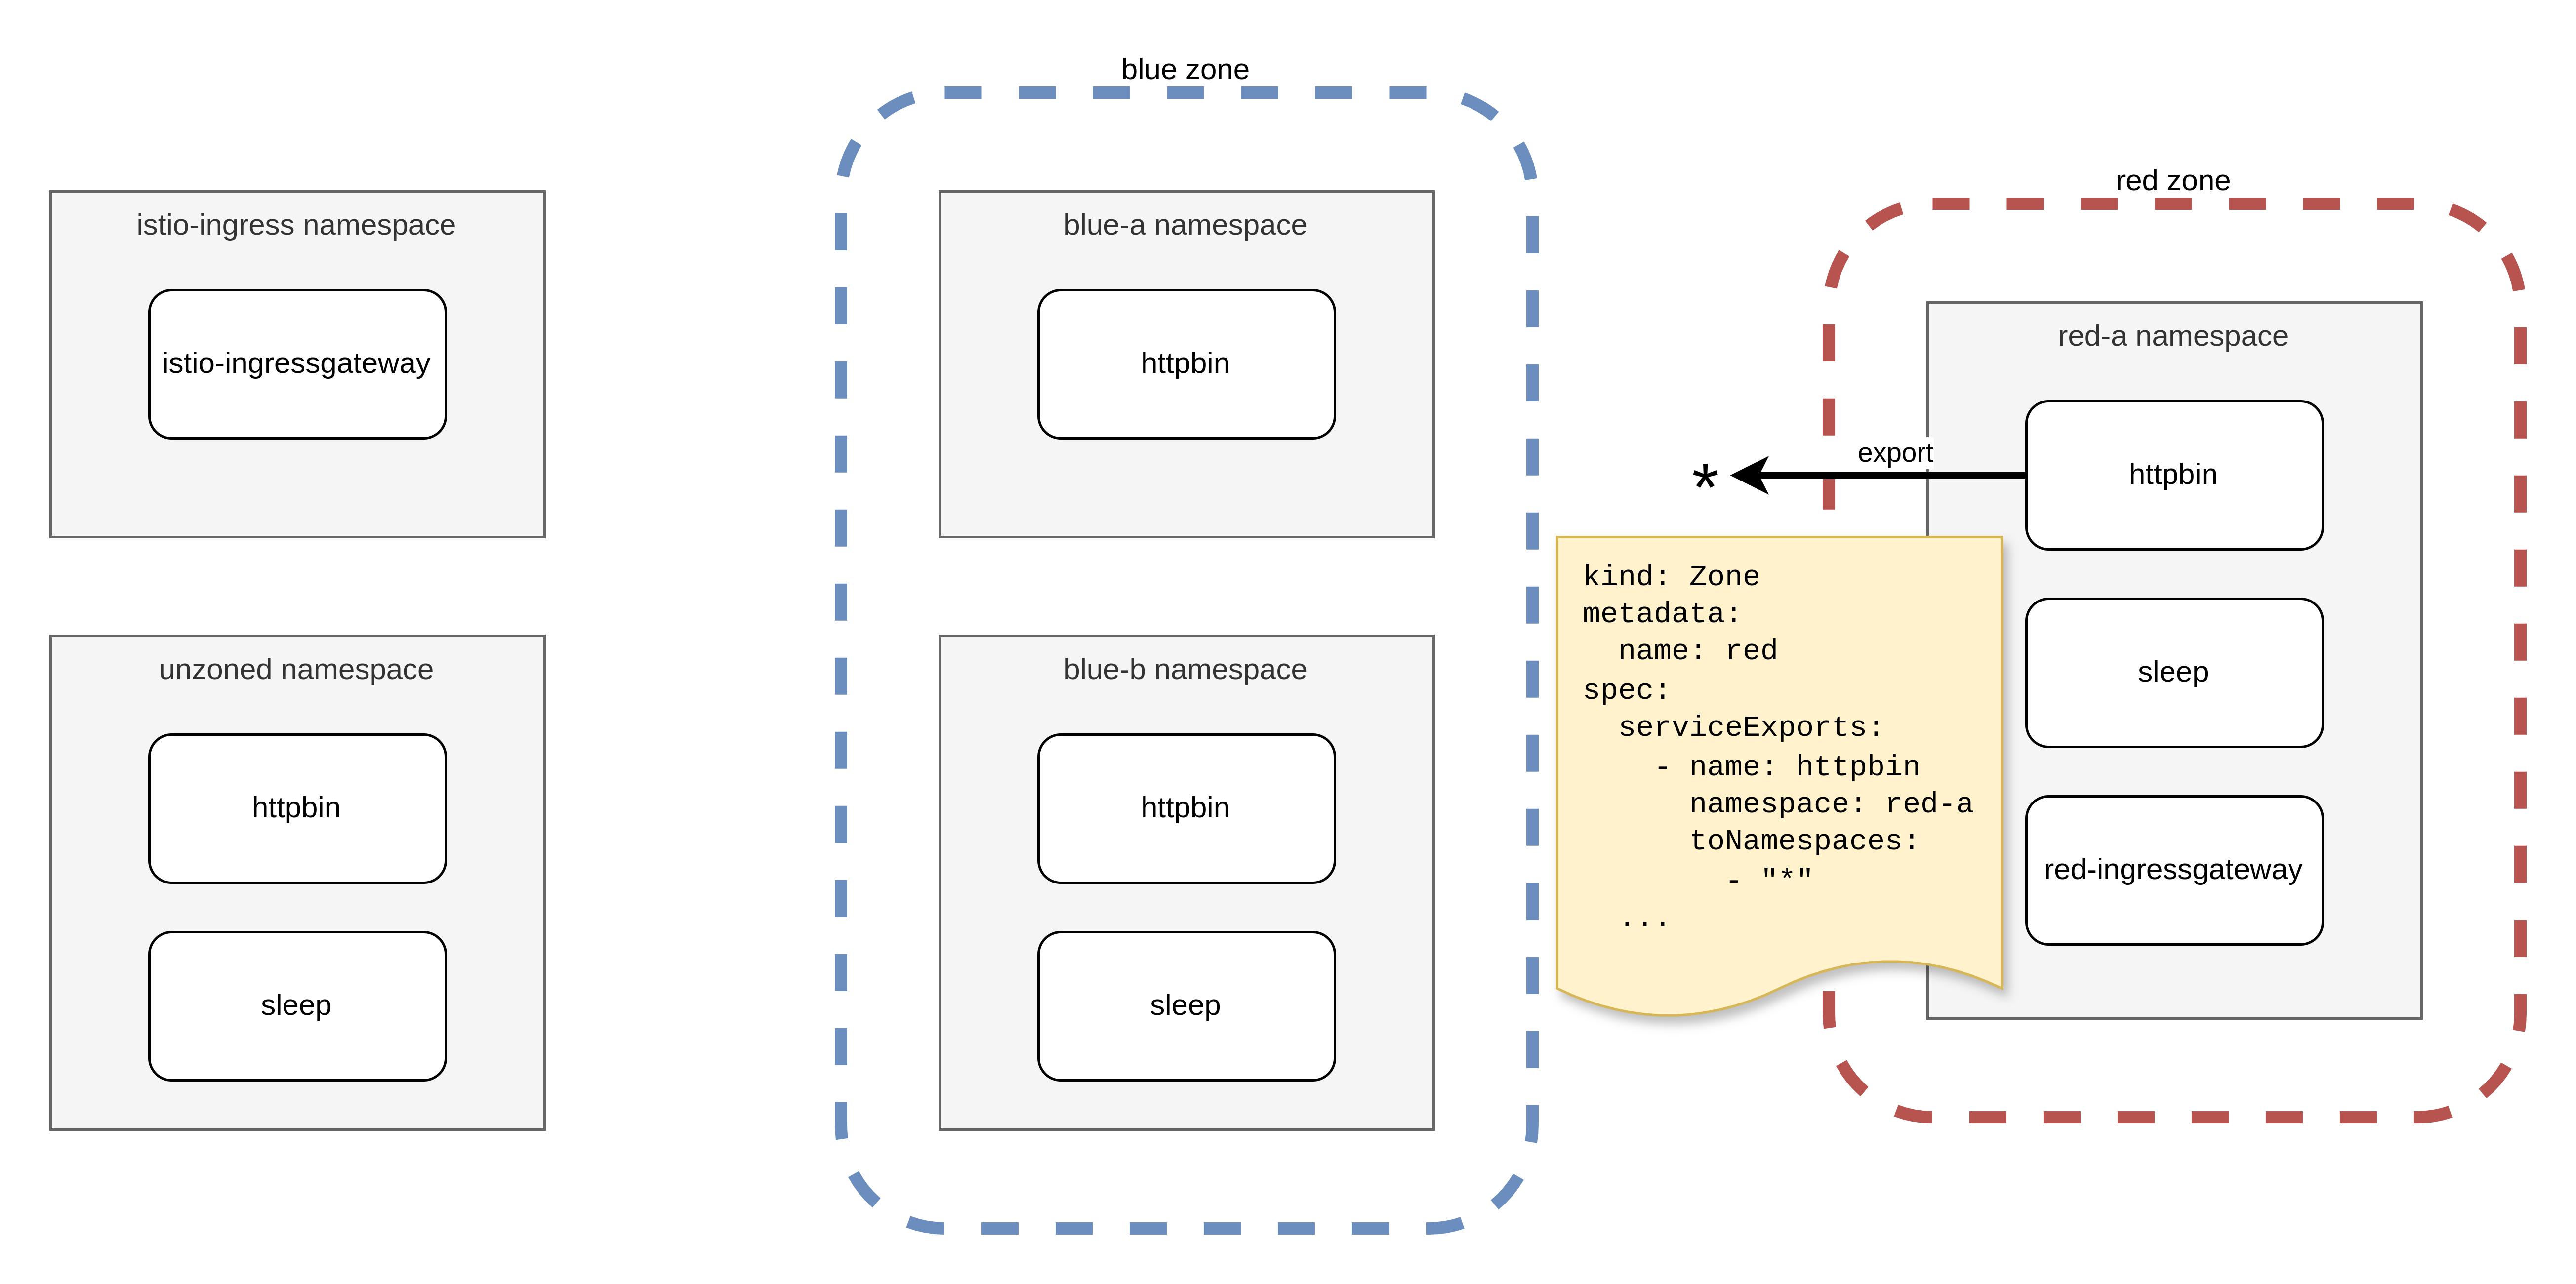 blue zone
red zone
istio-ingress namespace
istio-ingressgateway
unzoned namespace
httpbin
sleep
blue-a namespace
httpbin
blue-b namespace
httpbin
sleep
red-a namespace
httpbin
export
*
sleep
red-ingressgateway
kind: Zone
metadata:
  name: red
spec:
  serviceExports:
    - name: httpbin
      namespace: red-a
      toNamespaces:
        - "*"
  ...